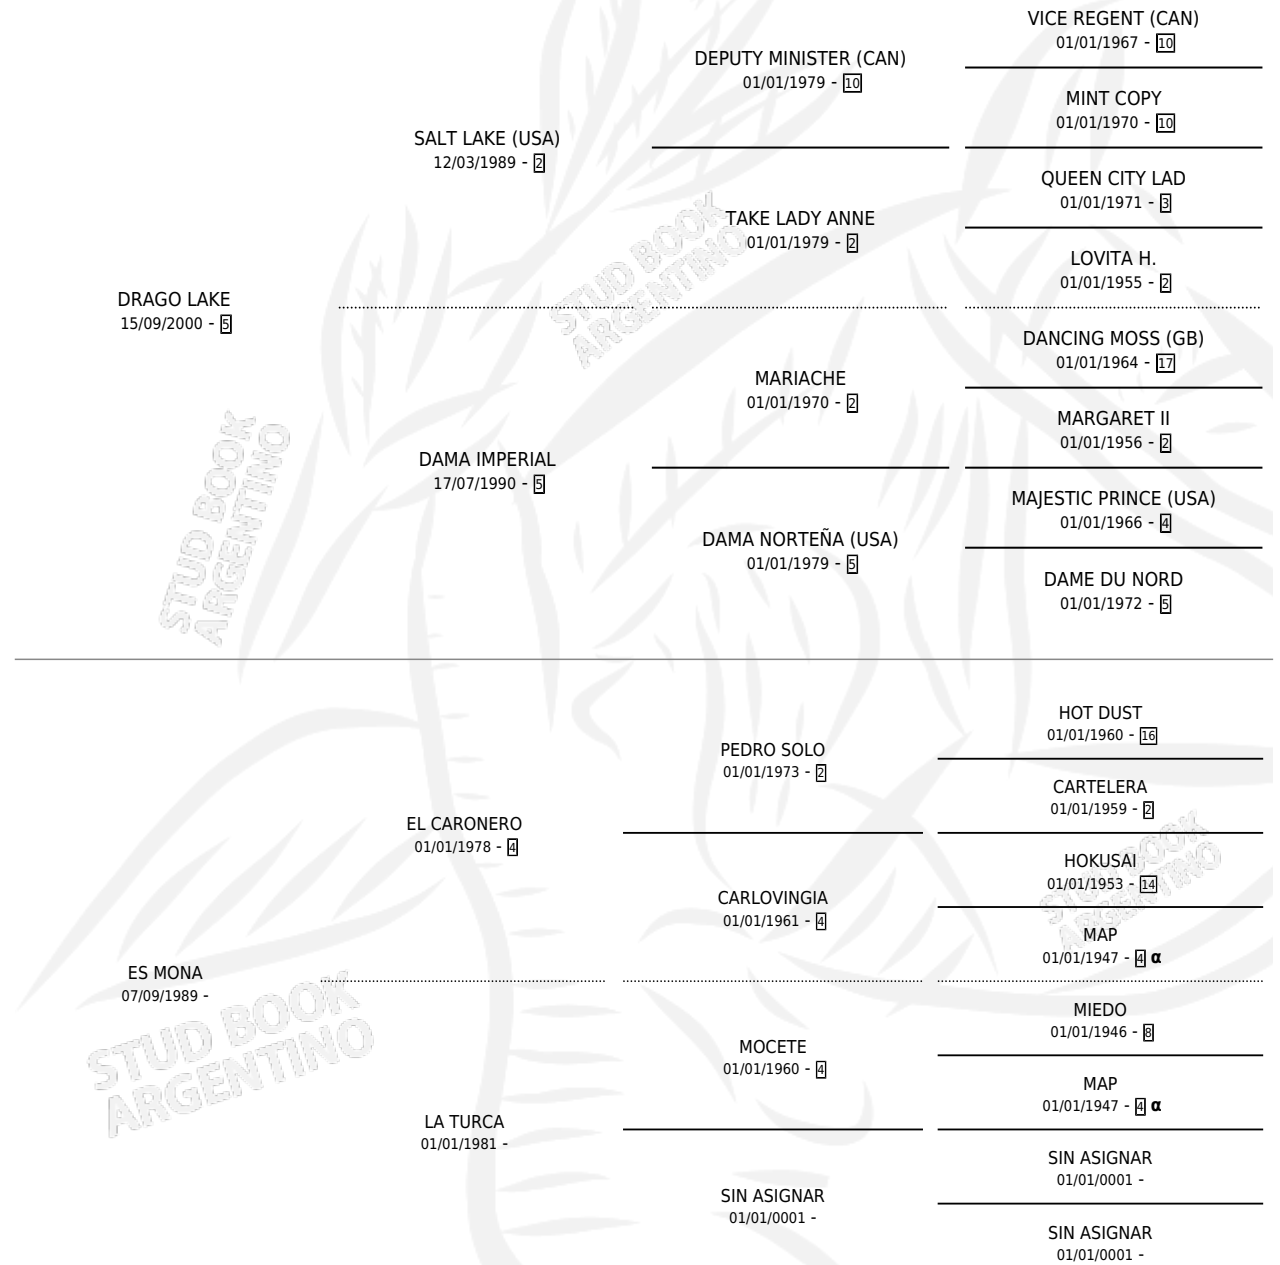 VICE REGENT (CAN)
01/01/1967 - 10
DEPUTY MINISTER (CAN)
01/01/1979 - 10
MINT COPY
01/01/1970 - 10
SALT LAKE (USA)
12/03/1989 - 2
QUEEN CITY LAD
01/01/1971 - 3
TAKE LADY ANNE
01/01/1979 - 2
LOVITA H.
01/01/1955 - 2
STUD BOOK
ARGENTINO
DRAGO LAKE
15/09/2000 - 5
DANCING MOSS (GB)
01/01/1964 - 17
MARIACHE
01/01/1970 - 2
MARGARET II
01/01/1956 - 2
DAMA IMPERIAL
17/07/1990 - 5
MAJESTIC PRINCE (USA)
01/01/1966 - 4
DAMA NORTEÑA (USA)
01/01/1979 - 5
DAME DU NORD
01/01/1972 - 5
STUD BOOK
ARGENTINO
HOT DUST
01/01/1960 - 16
PEDRO SOLO
01/01/1973 - 2
CARTELERA
01/01/1959 - 2
EL CARONERO
01/01/1978 - 4
HOKUSAI
01/01/1953 - 14
CARLOVINGIA
01/01/1961 - 4
MAP
01/01/1947 - 4 α
STUD BOOK
ARGENTINO
ES MONA
07/09/1989 -
MIEDO
01/01/1946 - 8
MOCETE
01/01/1960 - 4
MAP
01/01/1947 - 4 α
STUD BOOK
ARGENTINO
LA TURCA
01/01/1981 -
SIN ASIGNAR
01/01/0001 -
SIN ASIGNAR
01/01/0001 -
SIN ASIGNAR
01/01/0001 -